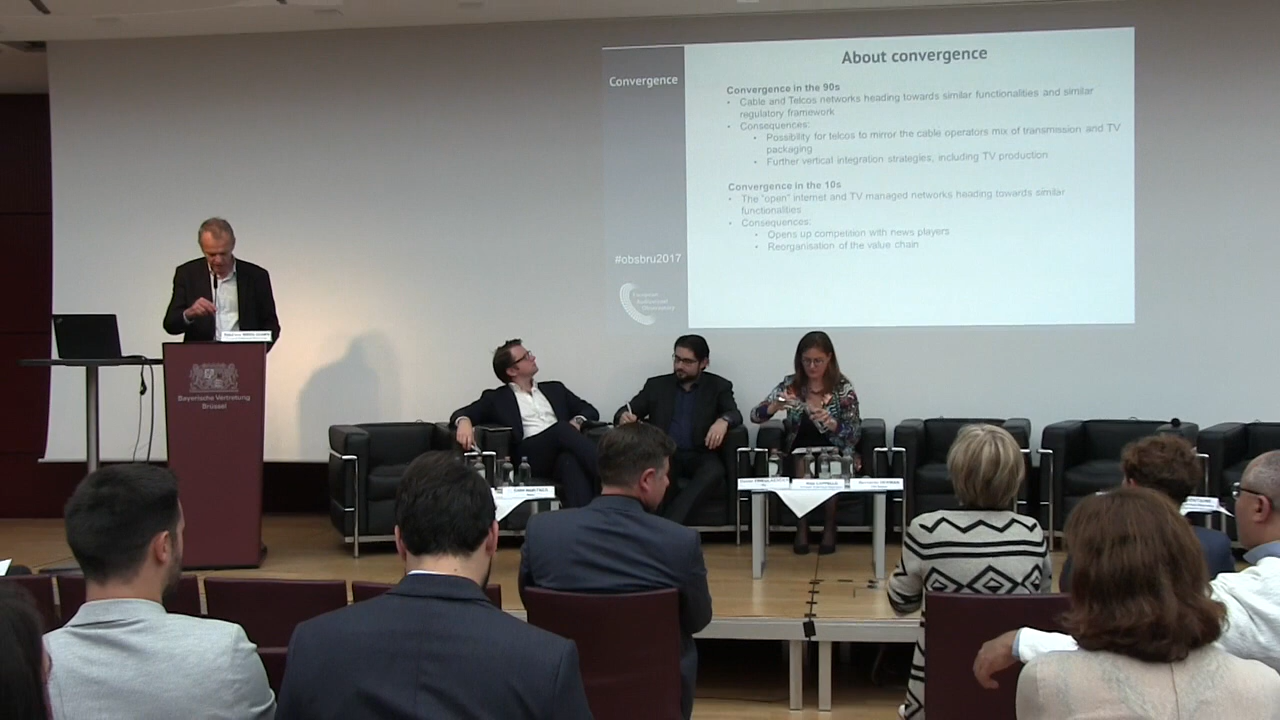 About convergence
Convergence
Convergence in the 90s
• Cable and Telcos networks heading towards similar functionalities and similar
regulatory framework
• Consequences:
• Possibility for telcos to mirror the cable operators mix of transmission and TV
packaging
• Further vertical integration strategies, including TV production
Convergence in the 10s
• The "open" internet and TV managed networks heading towards similar
functionalities
• Consequences:
• Opens up competition with news players
• Reorganisation of the value chain
#obsbru2017
European
Audiovisual
Observatory
Bayerische Vertretung
Brüssel